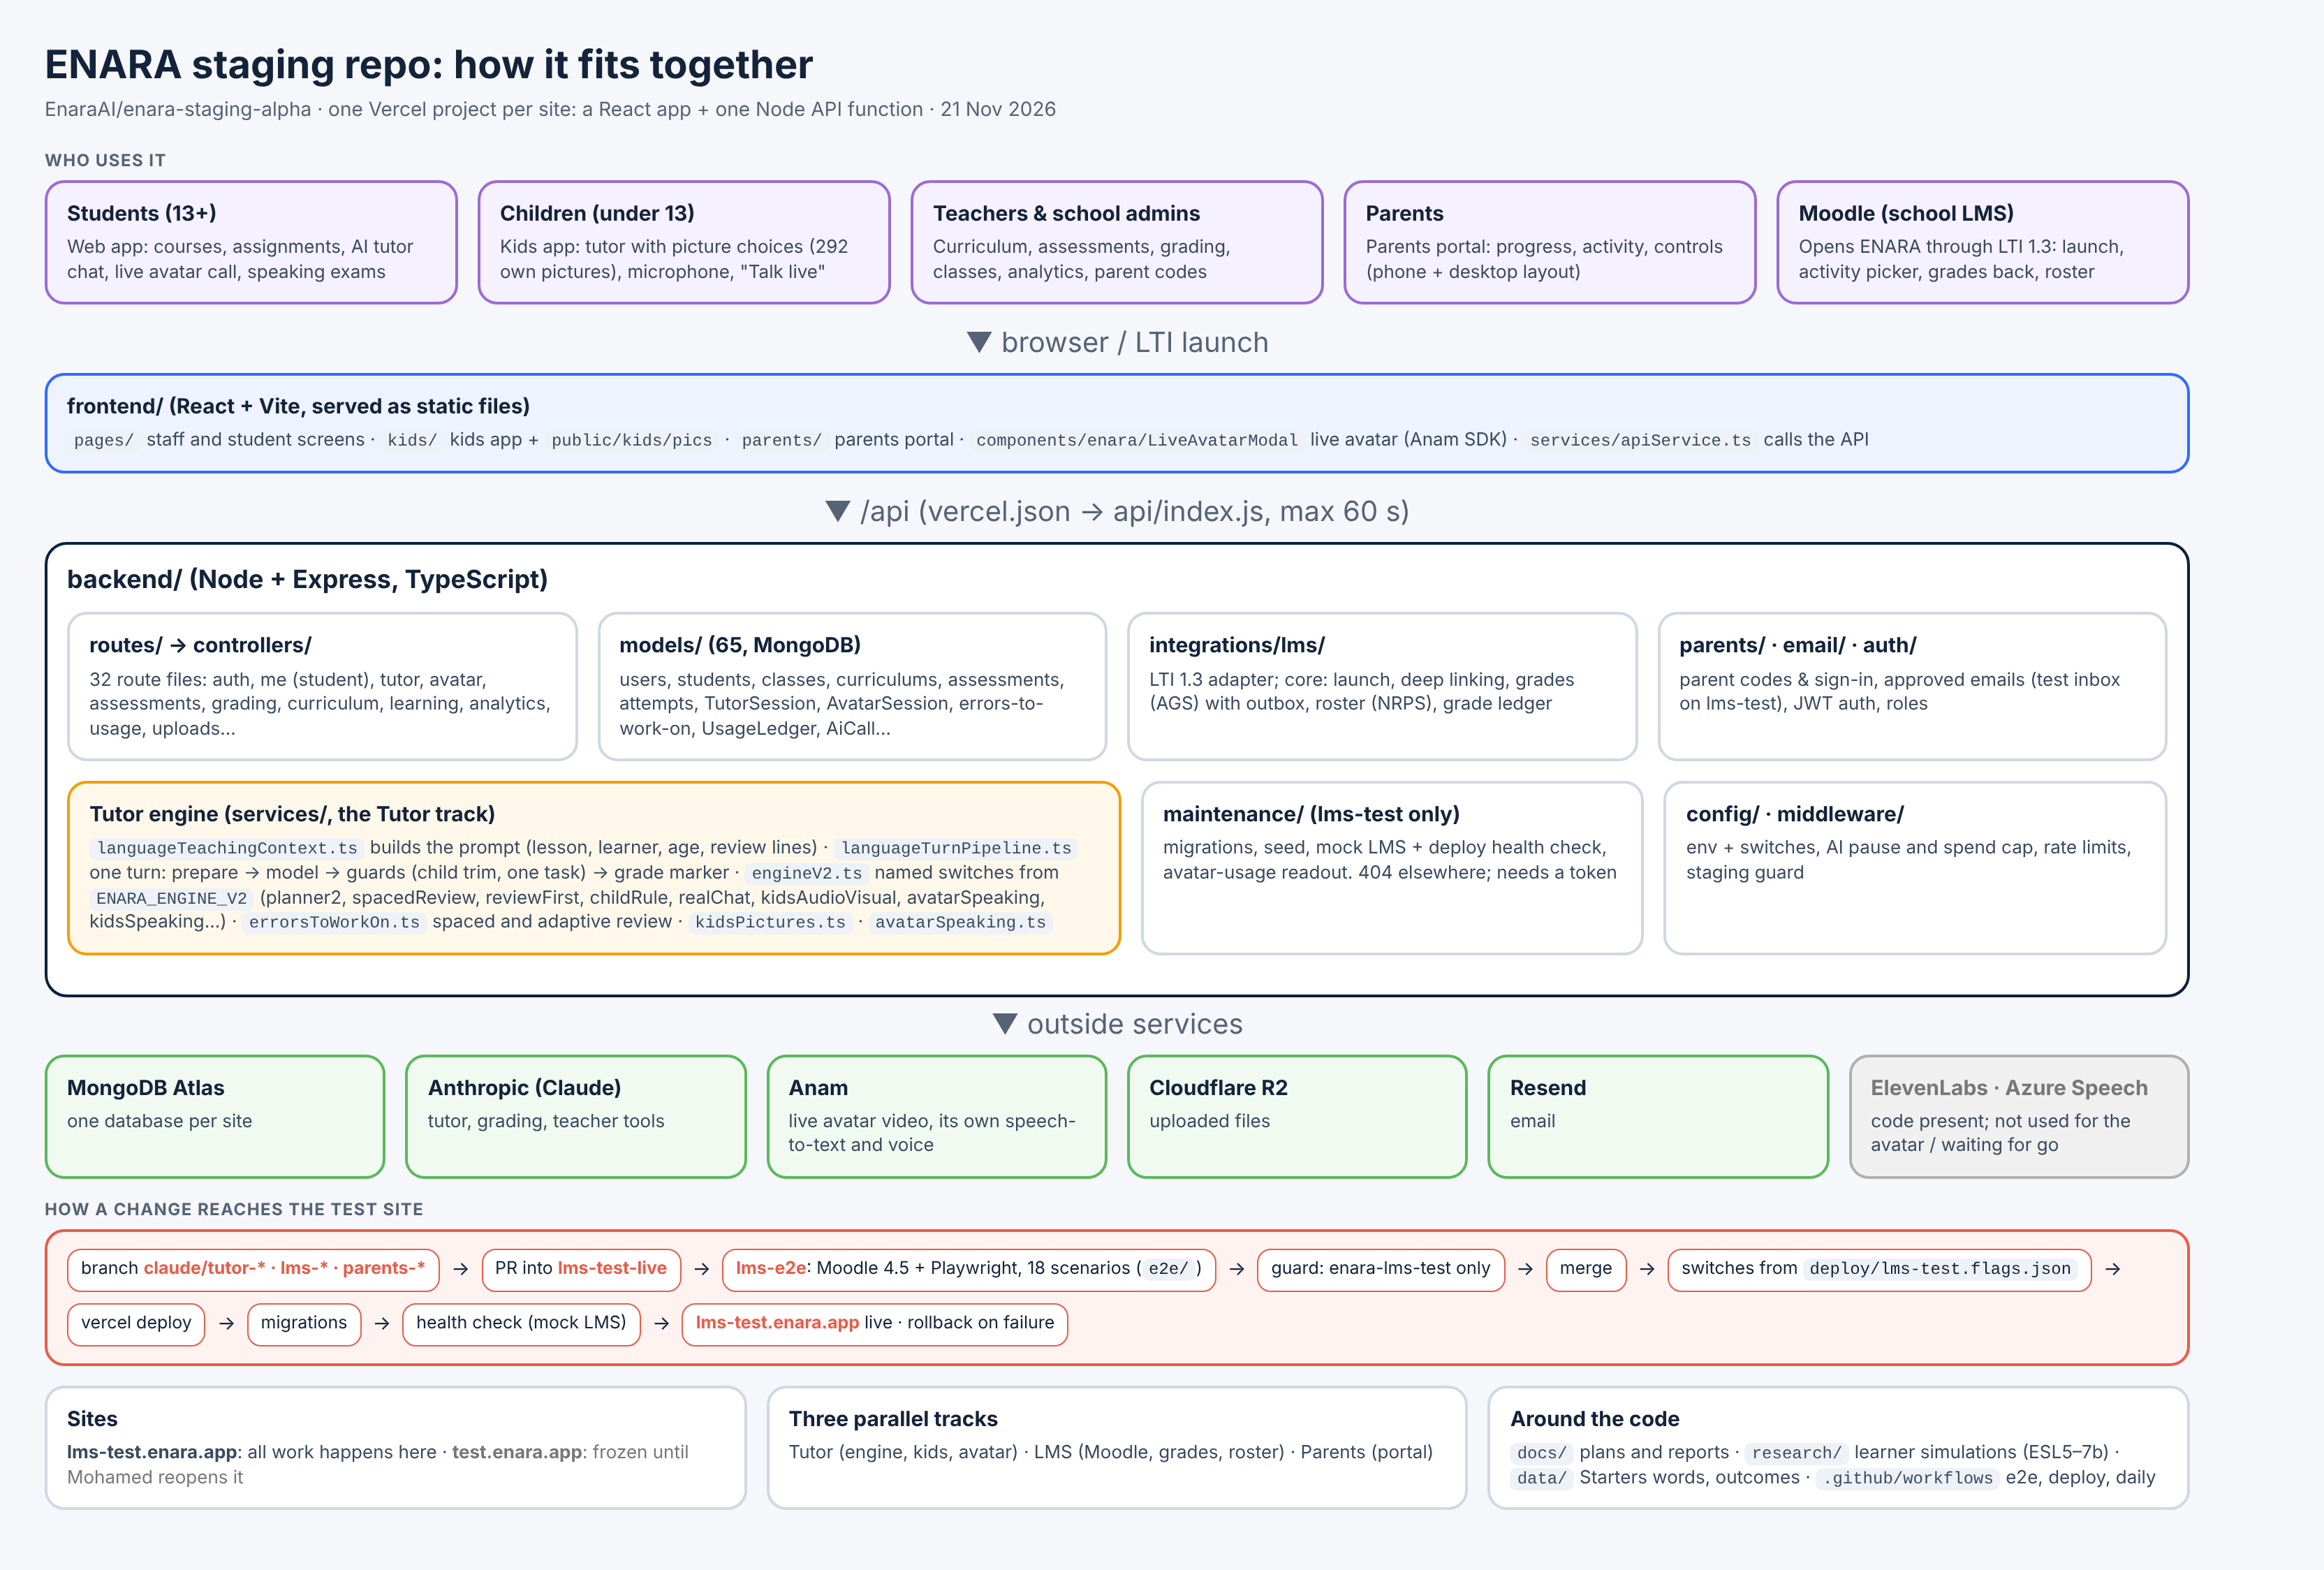 ENARA staging repo: how it fits together
EnaraAI/enara-staging-alpha · one Vercel project per site: a React app + one Node API function · 21 Nov 2026
WHO USES IT
Students (13+)
Web app: courses, assignments, AI tutor
chat, live avatar call, speaking exams
Children (under 13)
Kids app: tutor with picture choices (292
own pictures), microphone, "Talk live"
Teachers & school admins
Curriculum, assessments, grading,
classes, analytics, parent codes
Parents
Parents portal: progress, activity, controls
(phone + desktop layout)
Moodle (school LMS)
Opens ENARA through LTI 1.3: launch,
activity picker, grades back, roster
▼ browser / LTI launch
frontend/ (React + Vite, served as static files)
pages/ staff and student screens · kids/ kids app + public/kids/pics · parents/ parents portal · components/enara/LiveAvatarModal live avatar (Anam SDK) · services/apiService.ts calls the API
▼ /api (vercel.json → api/index.js, max 60 s)
backend/ (Node + Express, TypeScript)
routes/ → controllers/
32 route files: auth, me (student), tutor, avatar,
assessments, grading, curriculum, learning, analytics,
usage, uploads...
models/ (65, MongoDB)
users, students, classes, curriculums, assessments,
attempts, TutorSession, AvatarSession, errors-to-
work-on, UsageLedger, AiCall...
integrations/lms/
LTI 1.3 adapter; core: launch, deep linking, grades
(AGS) with outbox, roster (NRPS), grade ledger
parents/ · email/ · auth/
parent codes & sign-in, approved emails (test inbox
on lms-test), JWT auth, roles
Tutor engine (services/, the Tutor track)
languageTeachingContext.ts builds the prompt (lesson, learner, age, review lines) · languageTurnPipeline.ts
one turn: prepare → model → guards (child trim, one task) → grade marker · engineV2.ts named switches from
ENARA_ENGINE_V2 (planner2, spacedReview, reviewFirst, childRule, realChat, kidsAudioVisual, avatarSpeaking,
kidsSpeaking...) · errorsToWorkOn.ts spaced and adaptive review · kidsPictures.ts · avatarSpeaking.ts
maintenance/ (lms-test only)
migrations, seed, mock LMS + deploy health check,
avatar-usage readout. 404 elsewhere; needs a token
config/ · middleware/
env + switches, AI pause and spend cap, rate limits,
staging guard
▼ outside services
MongoDB Atlas
one database per site
Anthropic (Claude)
tutor, grading, teacher tools
Anam
live avatar video, its own speech-
to-text and voice
Cloudflare R2
uploaded files
Resend
email
ElevenLabs · Azure Speech
code present; not used for the
avatar / waiting for go
HOW A CHANGE REACHES THE TEST SITE
branch claude/tutor-* · lms-* · parents-* → PR into lms-test-live → lms-e2e: Moodle 4.5 + Playwright, 18 scenarios ( e2e/ ) → guard: enara-lms-test only → merge → switches from deploy/lms-test.flags.json →
vercel deploy → migrations → health check (mock LMS) → lms-test.enara.app live · rollback on failure
Sites
lms-test.enara.app: all work happens here · test.enara.app: frozen until
Mohamed reopens it
Three parallel tracks
Tutor (engine, kids, avatar) · LMS (Moodle, grades, roster) · Parents (portal)
Around the code
docs/ plans and reports · research/ learner simulations (ESL5–7b) ·
data/ Starters words, outcomes · .github/workflows e2e, deploy, daily